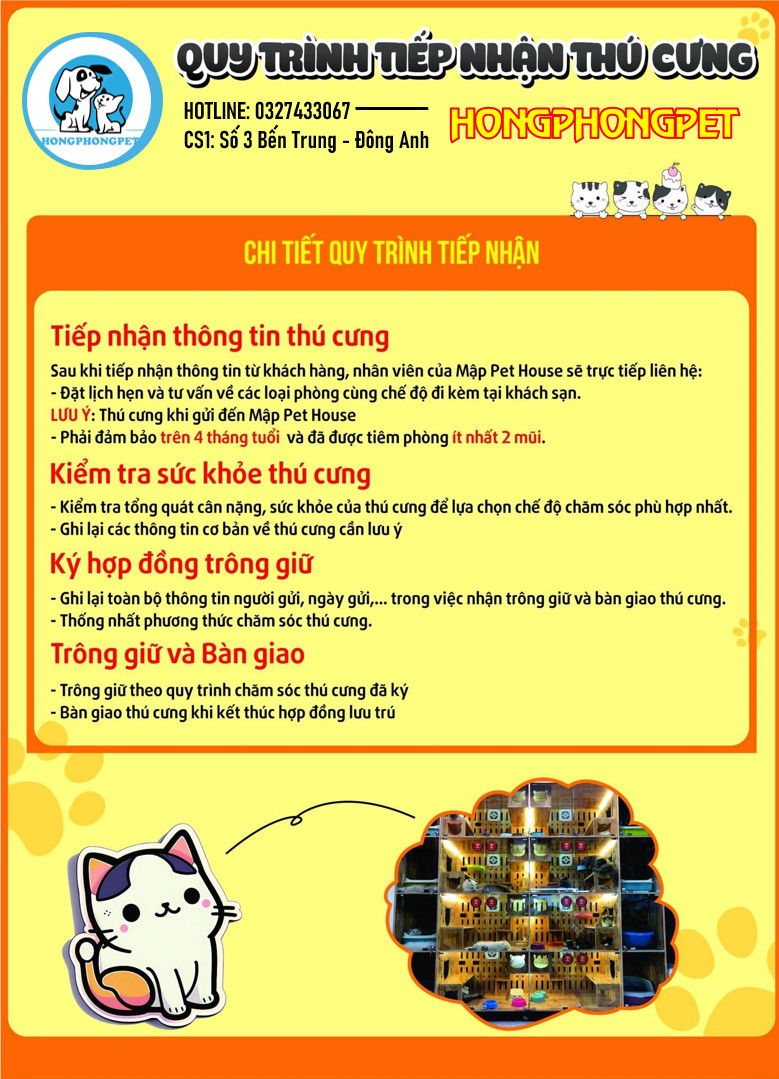 QUY TRÌNH TIẾP NHẬN THÚ CƯNG
HONGPHONGPET
HOTLINE: 0327433067
CS1: Số 3 Bến Trung - Đông Anh
HONGPHONGPET
CHI TIẾT QUY TRÌNH TIẾP NHẬN
Tiếp nhận thông tin thú cưng
Sau khi tiếp nhận thông tin từ khách hàng, nhân viên của Mập Pet House sẽ trực tiếp liên hệ:
- Đặt lịch hẹn và tư vấn về các loại phòng cùng chế độ đi kèm tại khách sạn.
LƯU Ý: Thú cưng khi gửi đến Mập Pet House
- Phải đảm bảo trên 4 tháng tuổi và đã được tiêm phòng ít nhất 2 mũi.
Kiểm tra sức khỏe thú cưng
- Kiểm tra tổng quát cân nặng, sức khỏe của thú cưng để lựa chọn chế độ chăm sóc phù hợp nhất.
- Ghi lại các thông tin cơ bản về thú cưng cần lưu ý
Ký hợp đồng trông giữ
- Ghi lại toàn bộ thông tin người gửi, ngày gửi,... trong việc nhận trông giữ và bàn giao thú cưng.
- Thống nhất phương thức chăm sóc thú cưng.
Trông giữ và Bàn giao
- Trông giữ theo quy trình chăm sóc thú cưng đã ký
- Bàn giao thú cưng khi kết thúc hợp đồng lưu trú